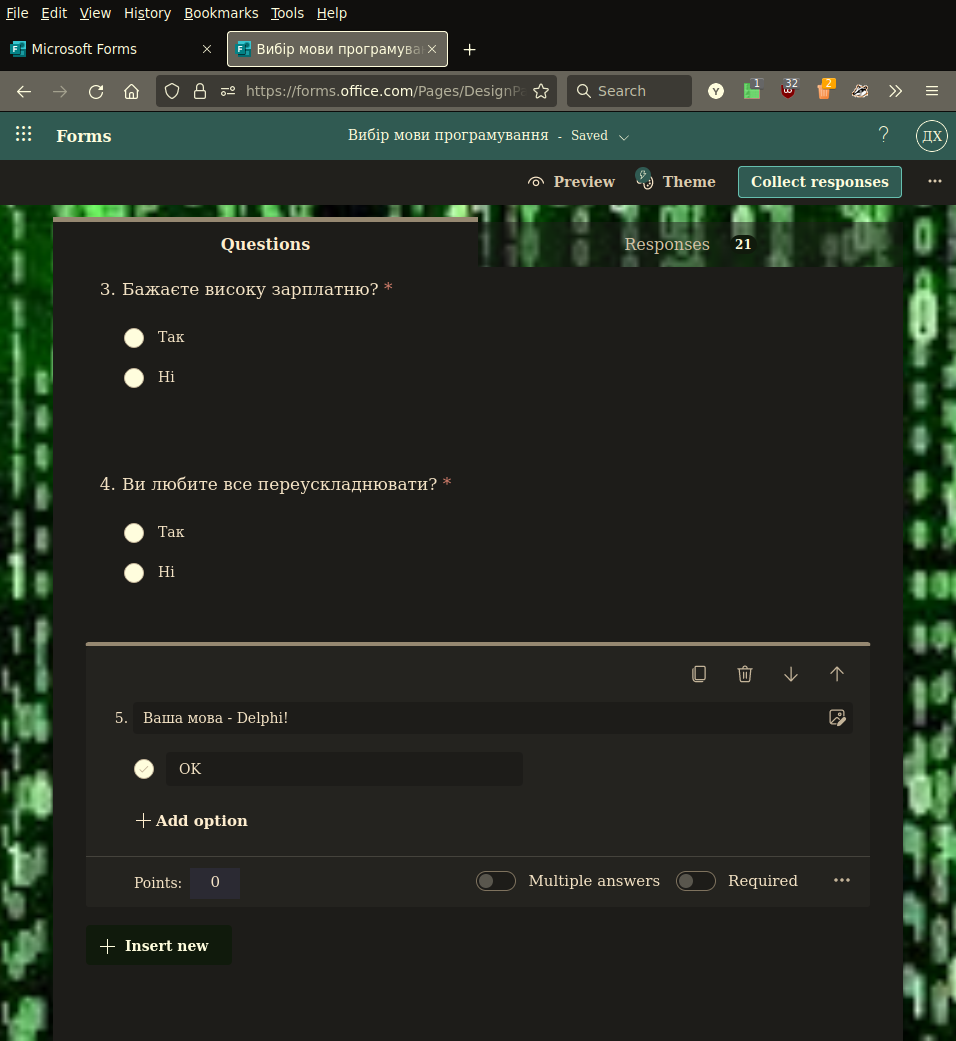 File Edit View History Bookmarks Tools Help
Microsoft Forms
Вибір мови програмува
https://forms.office.com/Pages/DesignPa
Search
Y 1 32 2
Forms
Вибір мови програмування - Saved
? ДХ
Preview Theme Collect responses
Questions Responses 21
3. Бажаєте високу зарплатню? *
Так
Ні
4. Ви любите все переускладнювати? *
Так
Ні
5. Ваша мова - Delphi!
OK
Add option
Points: 0 Multiple answers Required
Insert new